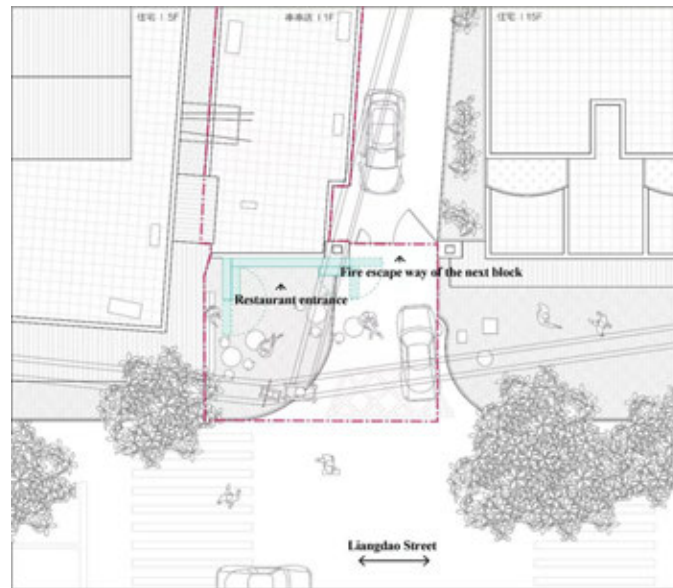 住宅 | 5F
串串店 | 1F
住宅 | 15F
Fire escape way of the next block
Restaurant entrance
Liangdao Street